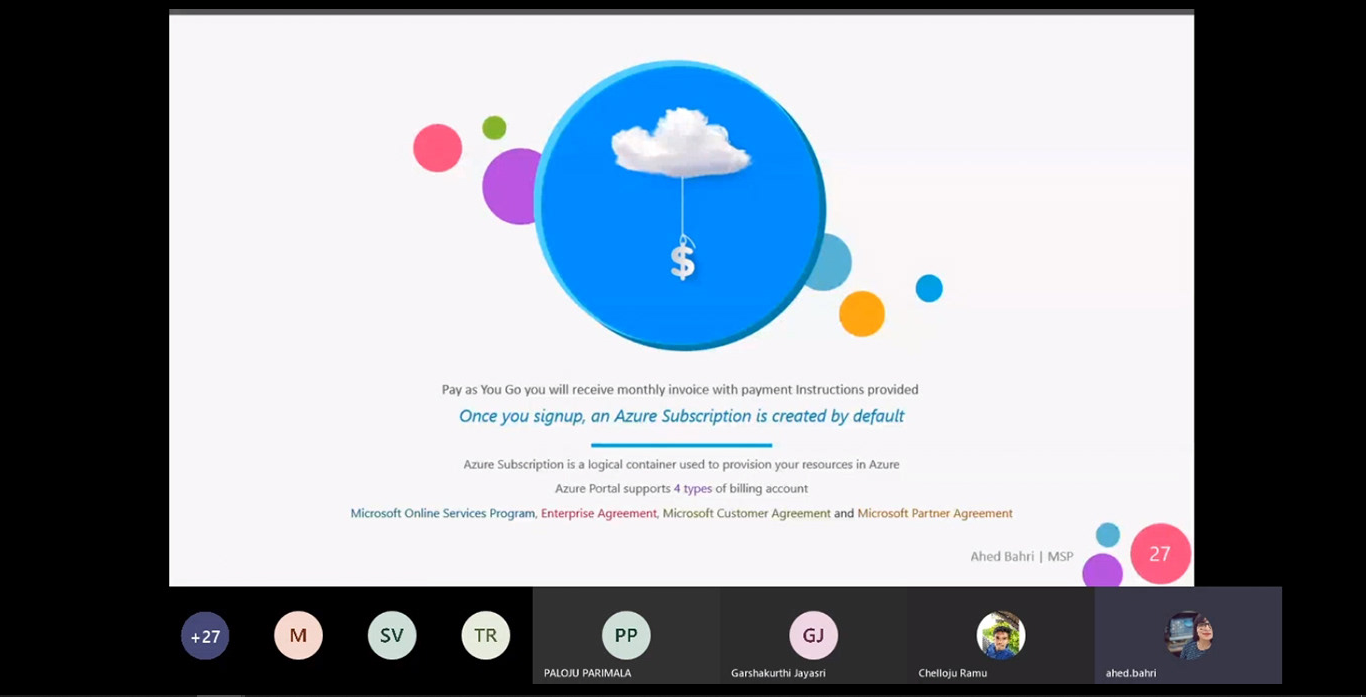 $
Pay as You Go you will receive monthly invoice with payment Instructions provided
Once you signup, an Azure Subscription is created by default
Azure Subscription is a logical container used to provision your resources in Azure
Azure Portal supports 4 types of billing account
Microsoft Online Services Program, Enterprise Agreement, Microsoft Customer Agreement and Microsoft Partner Agreement
Ahed Bahri | MSP
27
+27
M
SV
TR
PP
GJ
PALOJU PARIMALA
Garshakurthi Jayasri
Chelloju Ramu
ahed.bahri